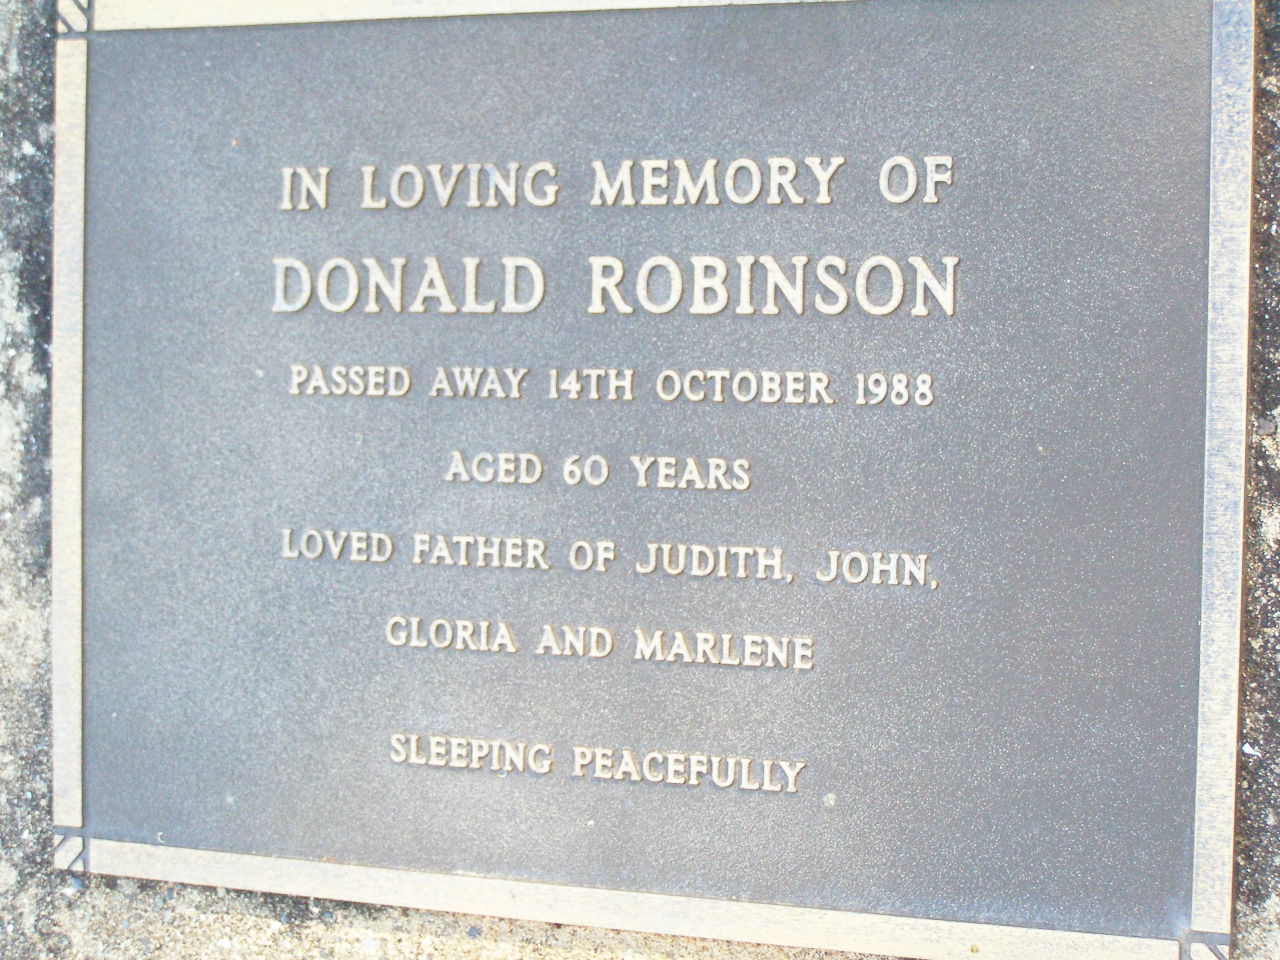 IN LOVING MEMORY OF
DONALD ROBINSON
PASSED AWAY 14TH OCTOBER 1988
AGED 60 YEARS
LOVED FATHER OF JUDITH, JOHN,
GLORIA AND MARLENE
SLEEPING PEACEFULLY